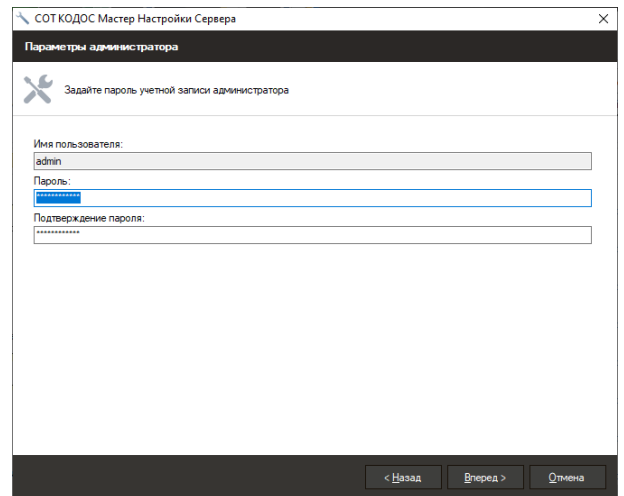 СОТ КОДОС Мастер Настройки Сервера
Параметры администратора
Задайте пароль учетной записи администратора
Имя пользователя:
admin
Пароль:
************
Подтверждение пароля:
************
< Назад Вперед > Отмена